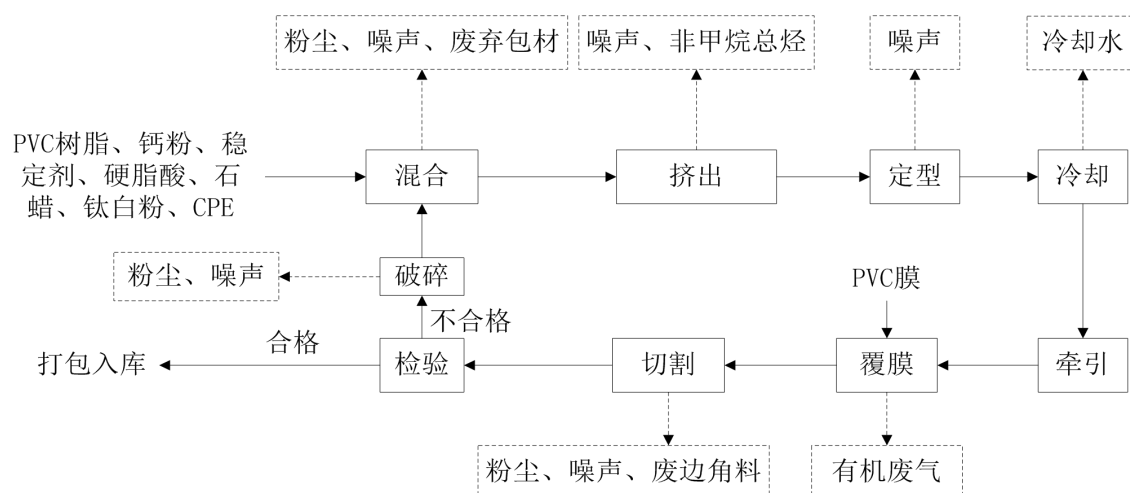 粉尘、噪声、废弃包材
噪声、非甲烷总烃
噪声
冷却水
PVC树脂、钙粉、稳
定剂、硬脂酸、石
蜡、钛白粉、CPE
混合
挤出
定型
冷却
粉尘、噪声
破碎
PVC膜
不合格
合格
打包入库
检验
切割
覆膜
牵引
粉尘、噪声、废边角料
有机废气